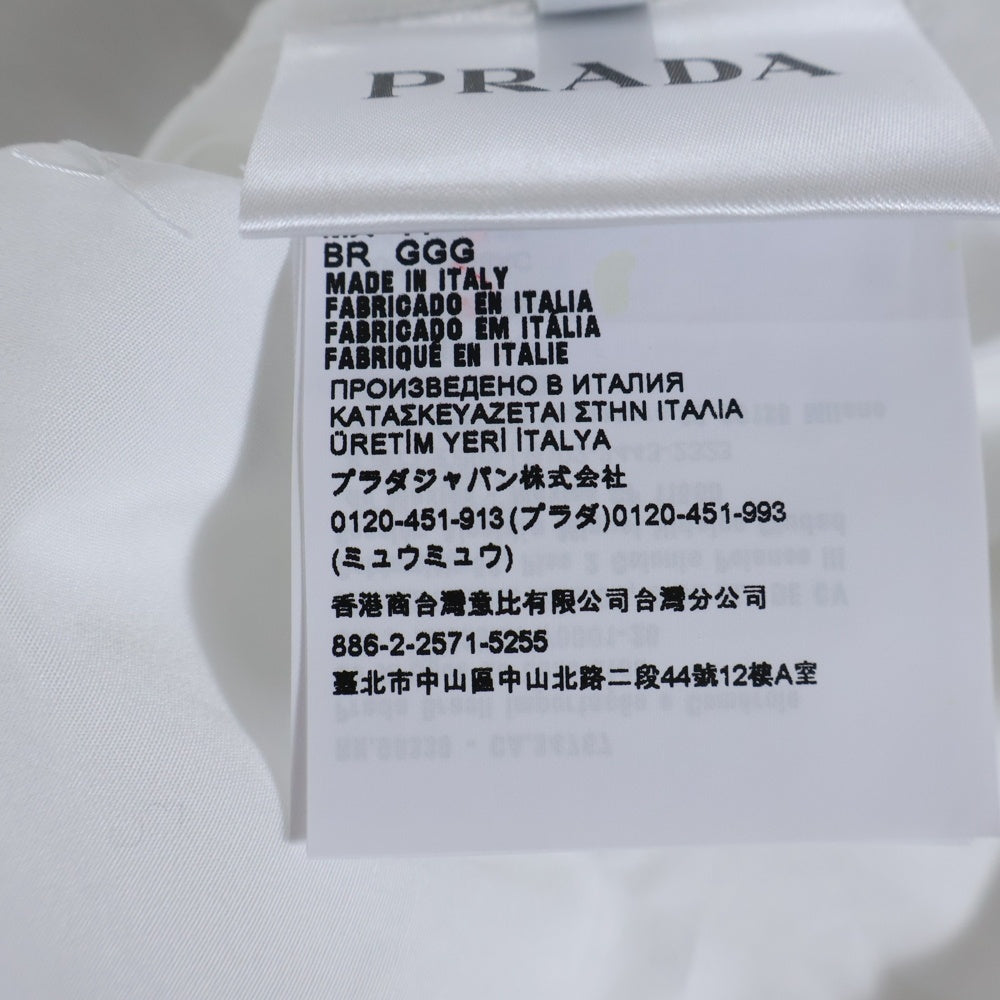 PRADA
BR GGG
MADE IN ITALY
FABRICADO EN ITALIA
FABRICADO EM ITÁLIA
FABRIQUÉ EN ITALIE
ПРОИЗВЕДЕНО В ИТАЛИЯ
ΚΑΤΑΣΚΕΥΑΖΕΤΑΙ ΣΤΗΝ ΙΤΑΛΙΑ
ÜRETİM YERİ İTALYA
プラダジャパン株式会社
0120-451-913(プラダ)0120-451-993
(ミュウミュウ)
香港商台灣意比有限公司台灣分公司
886-2-2571-5255
臺北市中山區中山北路二段44號12樓A室